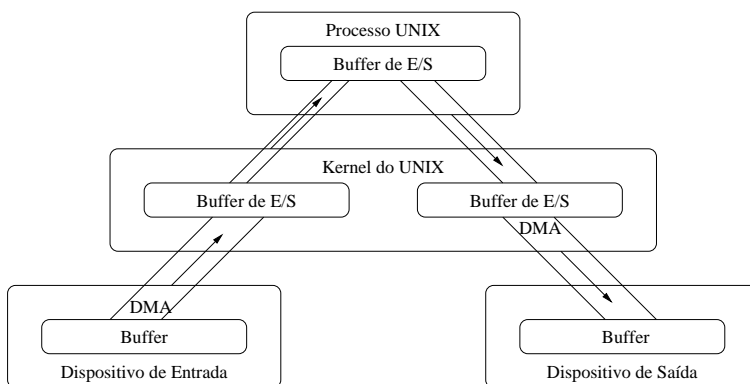 Processo UNIX
Buffer de E/S
Kernel do UNIX
Buffer de E/S
Buffer de E/S
DMA
DMA
Buffer
Buffer
Dispositivo de Entrada
Dispositivo de Saída